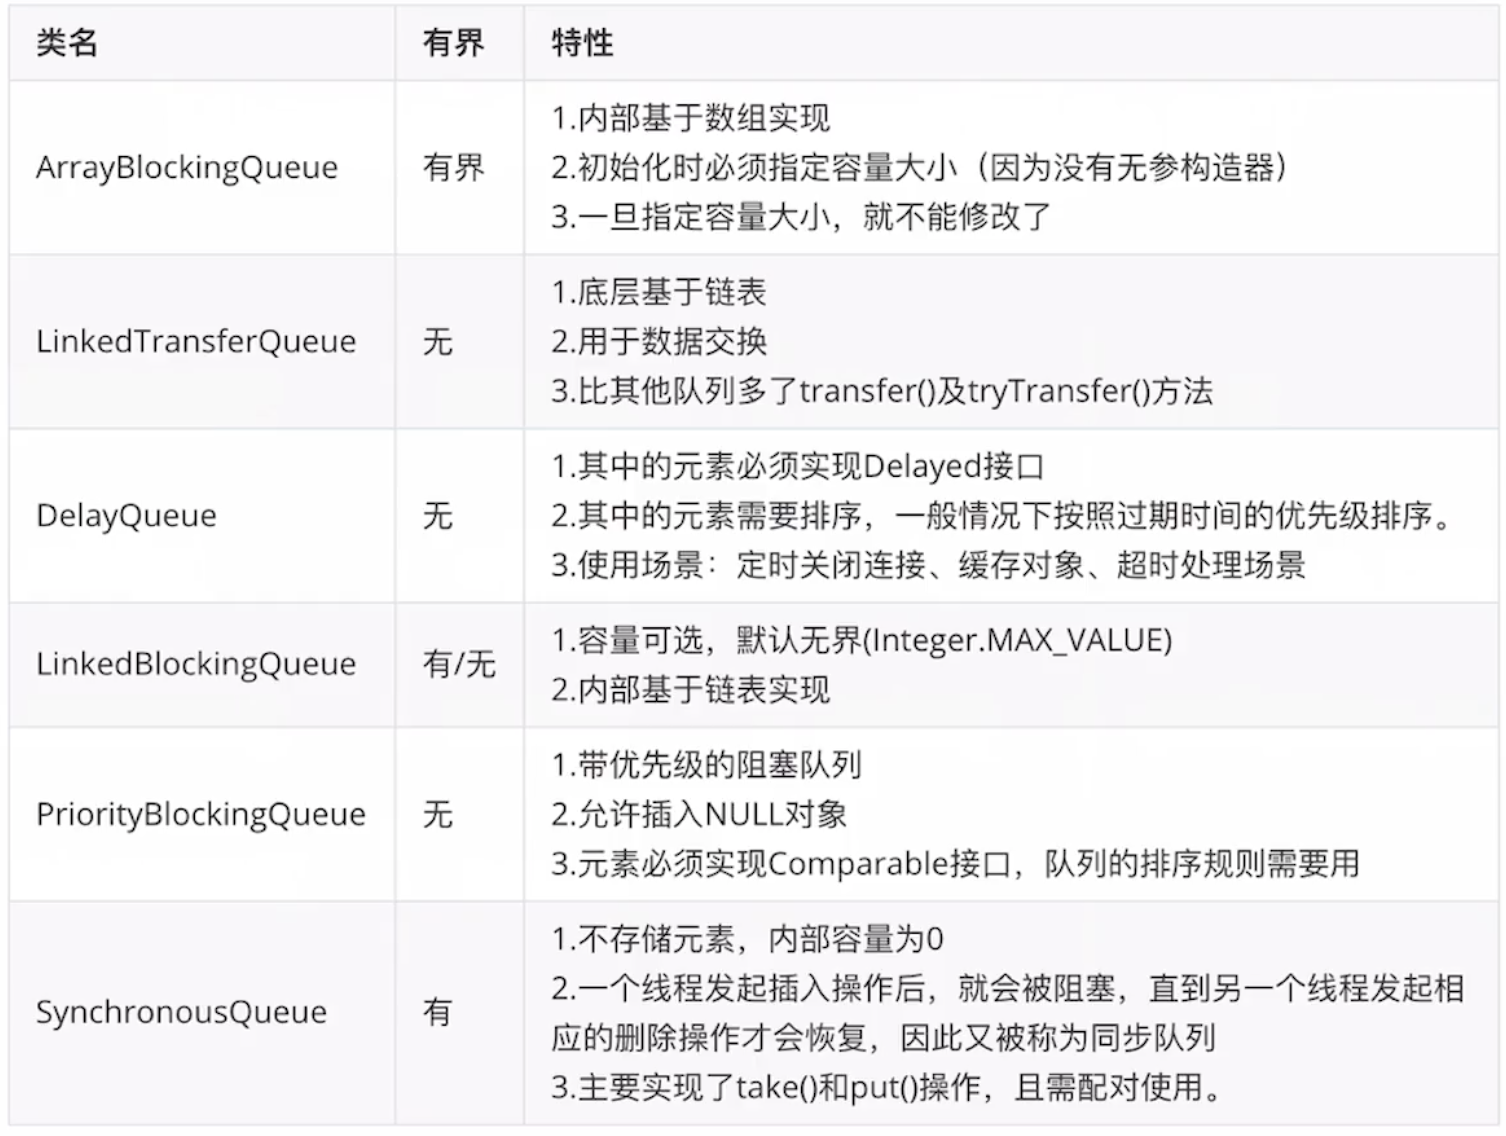 类名 有界 特性
ArrayBlockingQueue 有界
1.内部基于数组实现
2.初始化时必须指定容量大小（因为没有无参构造器）
3.一旦指定容量大小，就不能修改了
LinkedTransferQueue 无
1.底层基于链表
2.用于数据交换
3.比其他队列多了transfer()及tryTransfer()方法
DelayQueue 无
1.其中的元素必须实现Delayed接口
2.其中的元素需要排序，一般情况下按照过期时间的优先级排序。
3.使用场景：定时关闭连接、缓存对象、超时处理场景
LinkedBlockingQueue 有/无
1.容量可选，默认无界(Integer.MAX_VALUE)
2.内部基于链表实现
PriorityBlockingQueue 无
1.带优先级的阻塞队列
2.允许插入NULL对象
3.元素必须实现Comparable接口，队列的排序规则需要用
SynchronousQueue 有
1.不存储元素，内部容量为0
2.一个线程发起插入操作后，就会被阻塞，直到另一个线程发起相
应的删除操作才会恢复，因此又被称为同步队列
3.主要实现了take()和put()操作，且需配对使用。